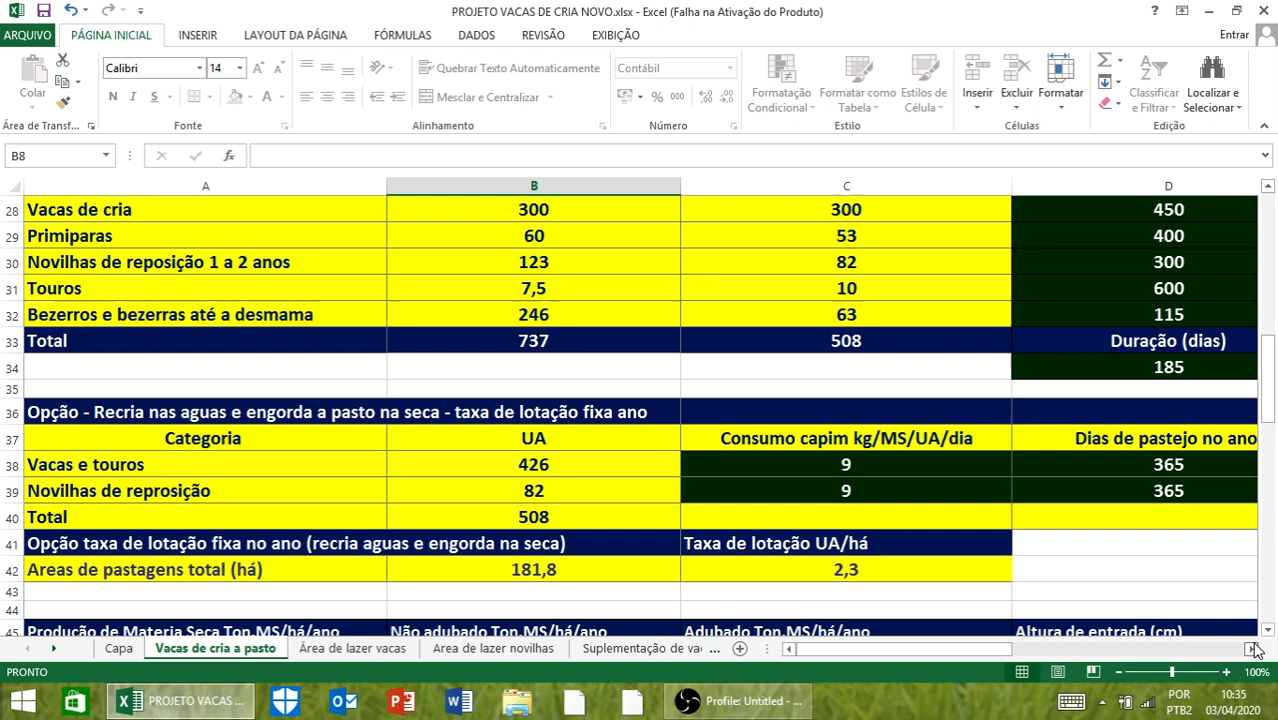 PROJETO VACAS DE CRIA NOVO.xlsx - Excel (Falha na Ativação do Produto)
ARQUIVO PÁGINA INICIAL INSERIR LAYOUT DA PÁGINA FÓRMULAS DADOS REVISÃO EXIBIÇÃO Entrar
Colar
Calibri 14
N I S
Quebrar Texto Automaticamente
Mesclar e Centralizar
Contábil
% 000
Formatação Condicional
Formatar como Tabela
Estilos de Célula
Inserir Excluir Formatar
Classificar e Filtrar
Localizar e Selecionar
Área de Transf... Fonte Alinhamento Número Estilo Células Edição
B8
A B C D
28 Vacas de cria 300 300 450
29 Primiparas 60 53 400
30 Novilhas de reposição 1 a 2 anos 123 82 300
31 Touros 7,5 10 600
32 Bezerros e bezerras até a desmama 246 63 115
33 Total 737 508 Duração (dias)
34 185
35
36 Opção - Recria nas aguas e engorda a pasto na seca - taxa de lotação fixa ano
37 Categoria UA Consumo capim kg/MS/UA/dia Dias de pastejo no ano
38 Vacas e touros 426 9 365
39 Novilhas de reprosição 82 9 365
40 Total 508
41 Opção taxa de lotação fixa no ano (recria aguas e engorda na seca) Taxa de lotação UA/há
42 Areas de pastagens total (há) 181,8 2,3
43
44
45 Produção de Materia Seca Ton.MS/há/ano Não adubado Ton.MS/há/ano Adubado Ton.MS/há/ano Altura de entrada (cm)
Capa Vacas de cria a pasto Área de lazer vacas Area de lazer novilhas Suplementação de va ...
PRONTO 100%
PROJETO VACAS ... Profile: Untitled - ... POR 10:35
PTB2 03/04/2020